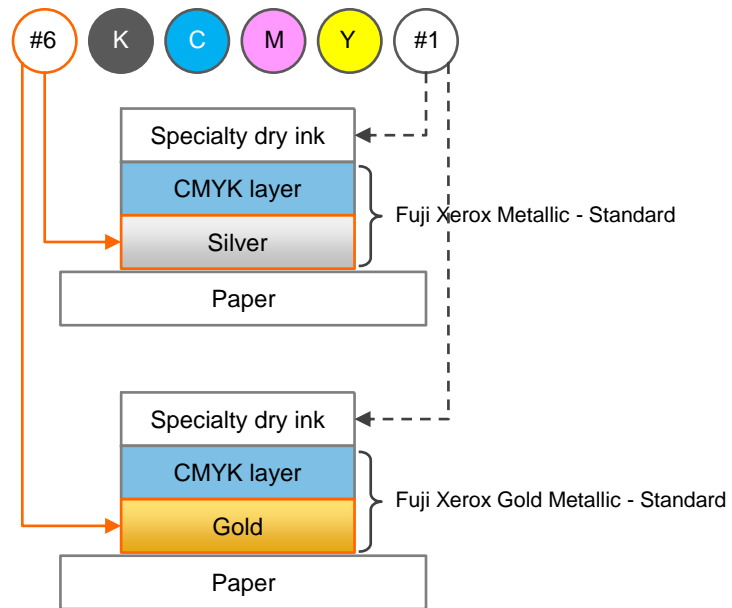 #6
K
C
M
Y
#1
Specialty dry ink
CMYK layer
Fuji Xerox Metallic - Standard
Silver
Paper
Specialty dry ink
CMYK layer
Fuji Xerox Gold Metallic - Standard
Gold
Paper